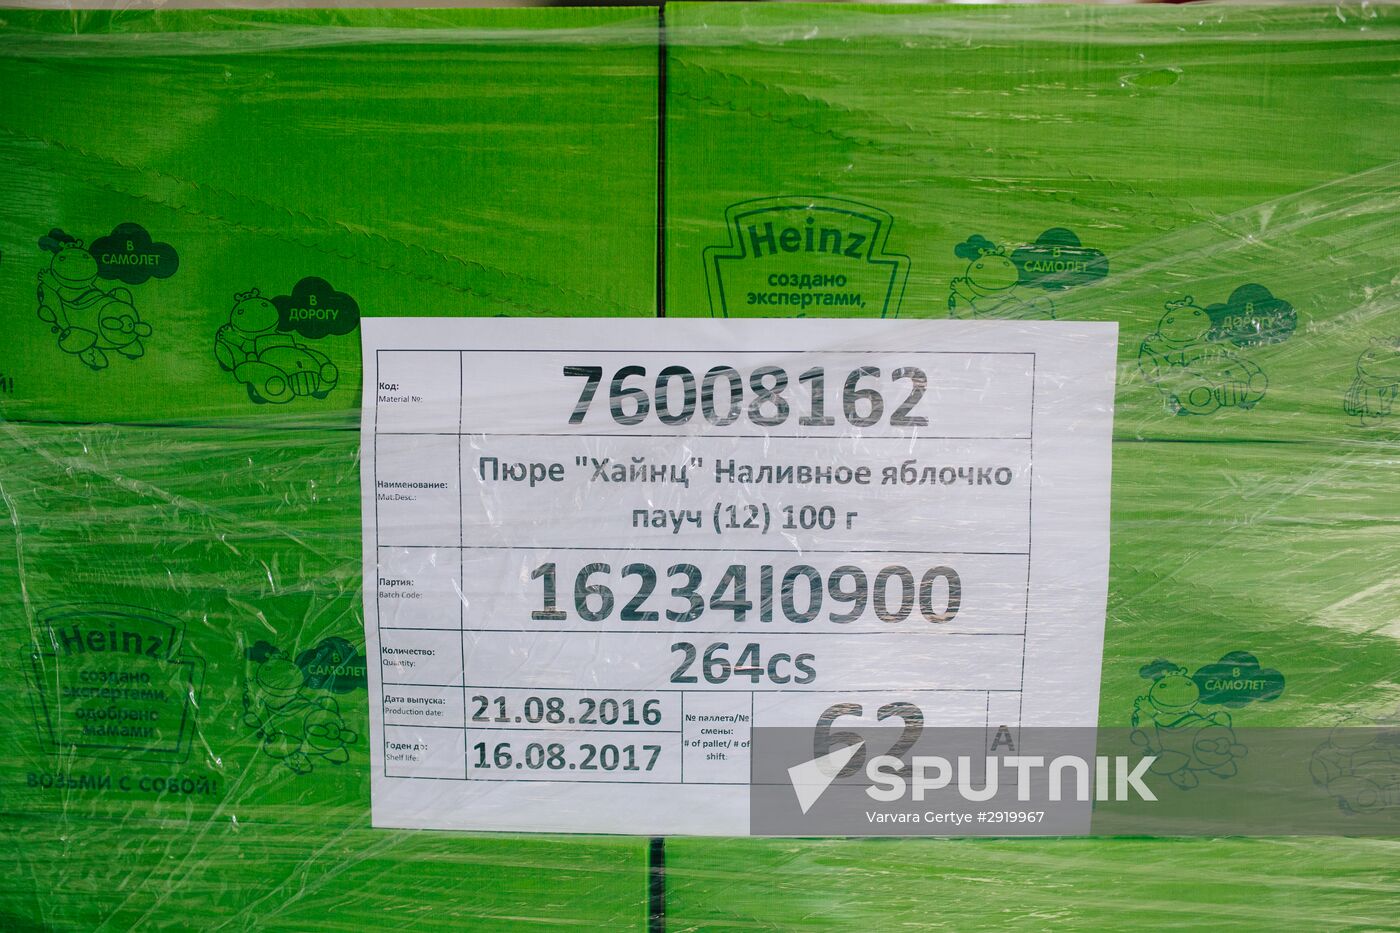 В
САМОЛЕТ
В
ДОРОГУ
Heinz
создано
экспертами,
В
САМОЛЕТ
В
ДОРОГУ
Й!
Код:
Material №:
76008162
Наименование:
Mat.Desc.:
Пюре "Хайнц" Наливное яблочко
пауч (12) 100 г
Партия:
Batch Code:
16234I0900
Количество:
Quantity:
264cs
Дата выпуска:
Production date:
21.08.2016
Годен до:
Shelf life:
16.08.2017
№ паллета/№
смены:
# of pallet/ # of
shift:
62
А
Heinz
создано
экспертами,
одобрено
мамами
ВОЗЬМИ С СОБОЙ!
В
САМОЛЕТ
В
САМОЛЕТ
SPUTNIK
Varvara Gertye #2919967